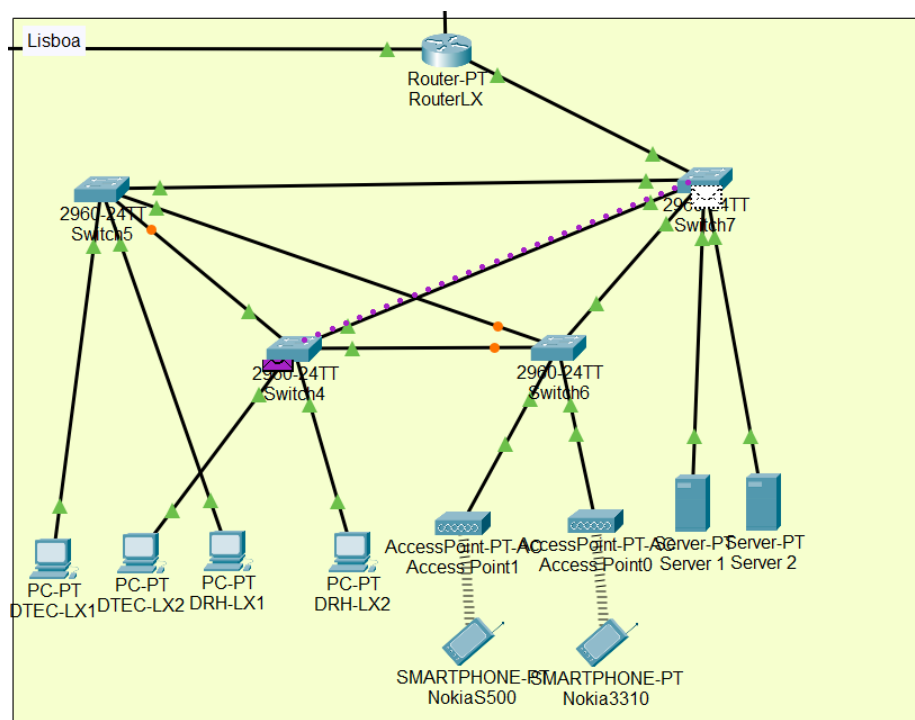 Lisboa
Router-PT
RouterLX
2960-24TT
Switch5
2960-24TT
Switch7
2960-24TT
Switch4
2960-24TT
Switch6
PC-PT
DTEC-LX1
PC-PT
DTEC-LX2
PC-PT
DRH-LX1
PC-PT
DRH-LX2
AccessPoint-PT-AC
Access Point1
AccessPoint-PT-AC
Access Point0
Server-PT
Server 1
Server-PT
Server 2
SMARTPHONE-PT
NokiaS500
SMARTPHONE-PT
Nokia3310